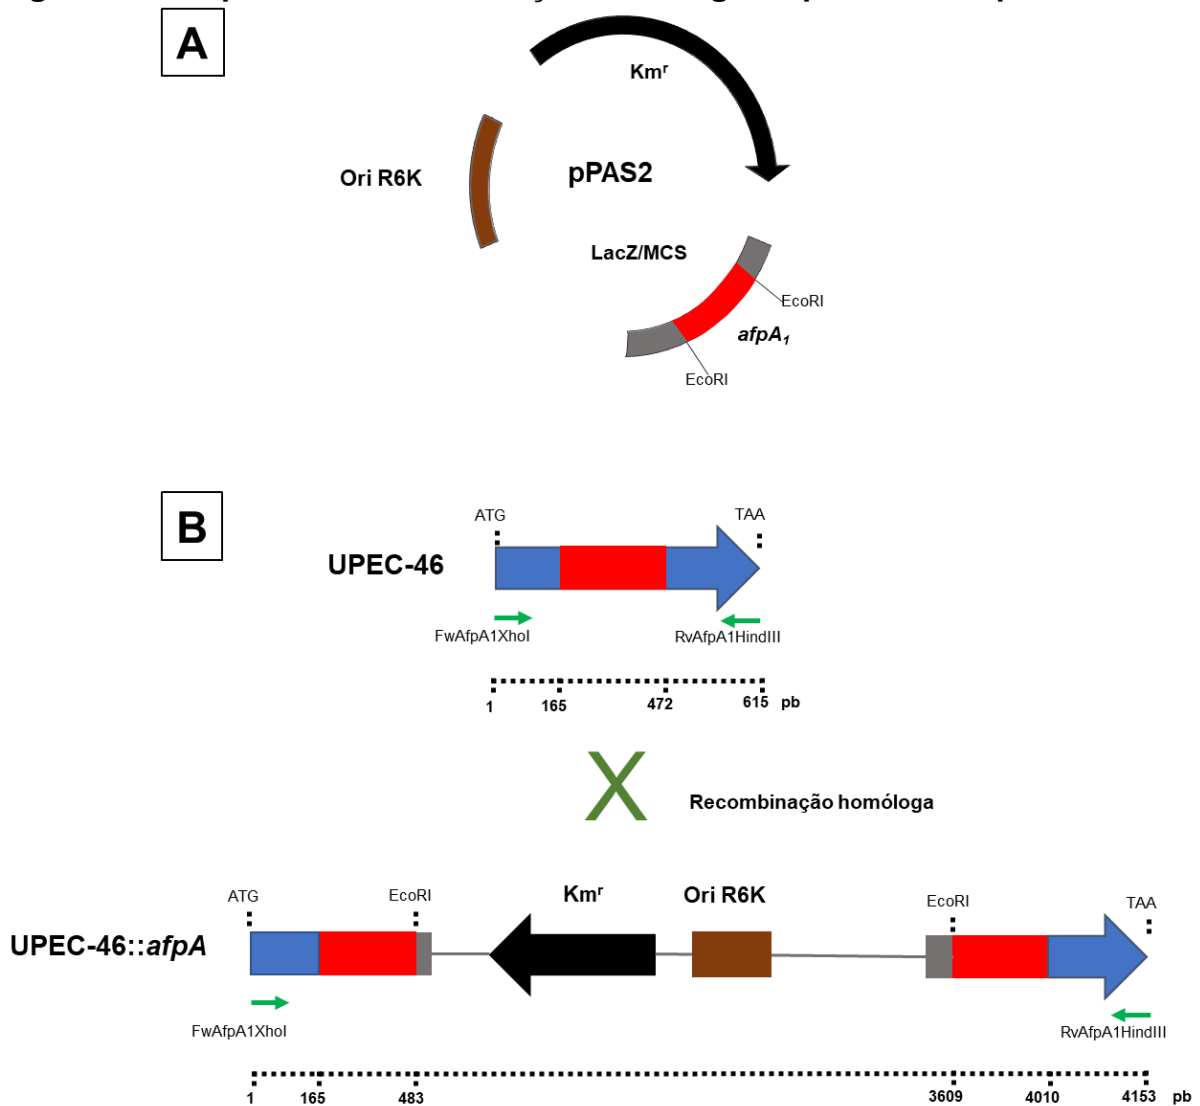 A
Kmʳ
Ori R6K
pPAS2
LacZ/MCS
EcoRI
afpA₁
EcoRI
B
ATG
TAA
UPEC-46
FwAfpA1XhoI
RvAfpA1HindIII
1 165 472 615 pb
X
Recombinação homóloga
ATG EcoRI Kmʳ Ori R6K EcoRI TAA
UPEC-46::afpA
FwAfpA1XhoI
RvAfpA1HindIII
1 165 483 3609 4010 4153 pb